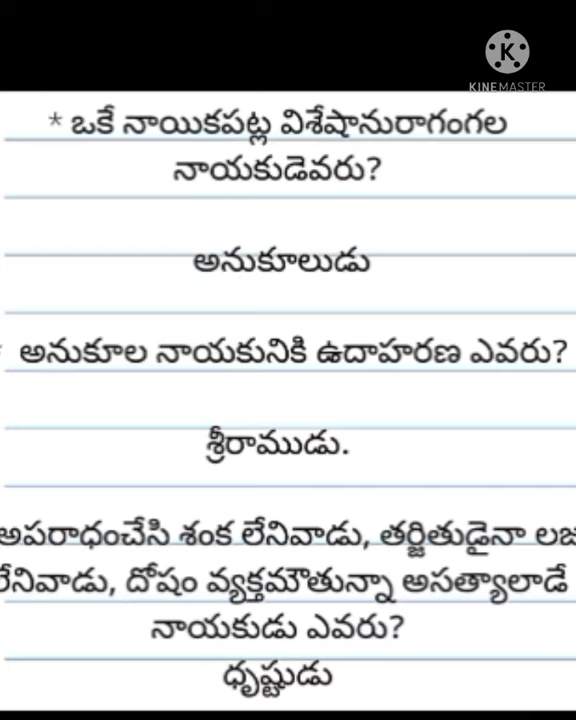 KINEMASTER
* ఒకే నాయికపట్ల విశేషానురాగంగల
నాయకుడెవరు?
అనుకూలుడు
అనుకూల నాయకునికి ఉదాహరణ ఎవరు?
శ్రీరాముడు.
అపరాధంచేసి శంక లేనివాడు, తర్జితుడైనా
లేనివాడు, దోషం వ్యక్తమౌతున్నా అసత్యాలాడే
నాయకుడు ఎవరు?
ధృష్టుడు